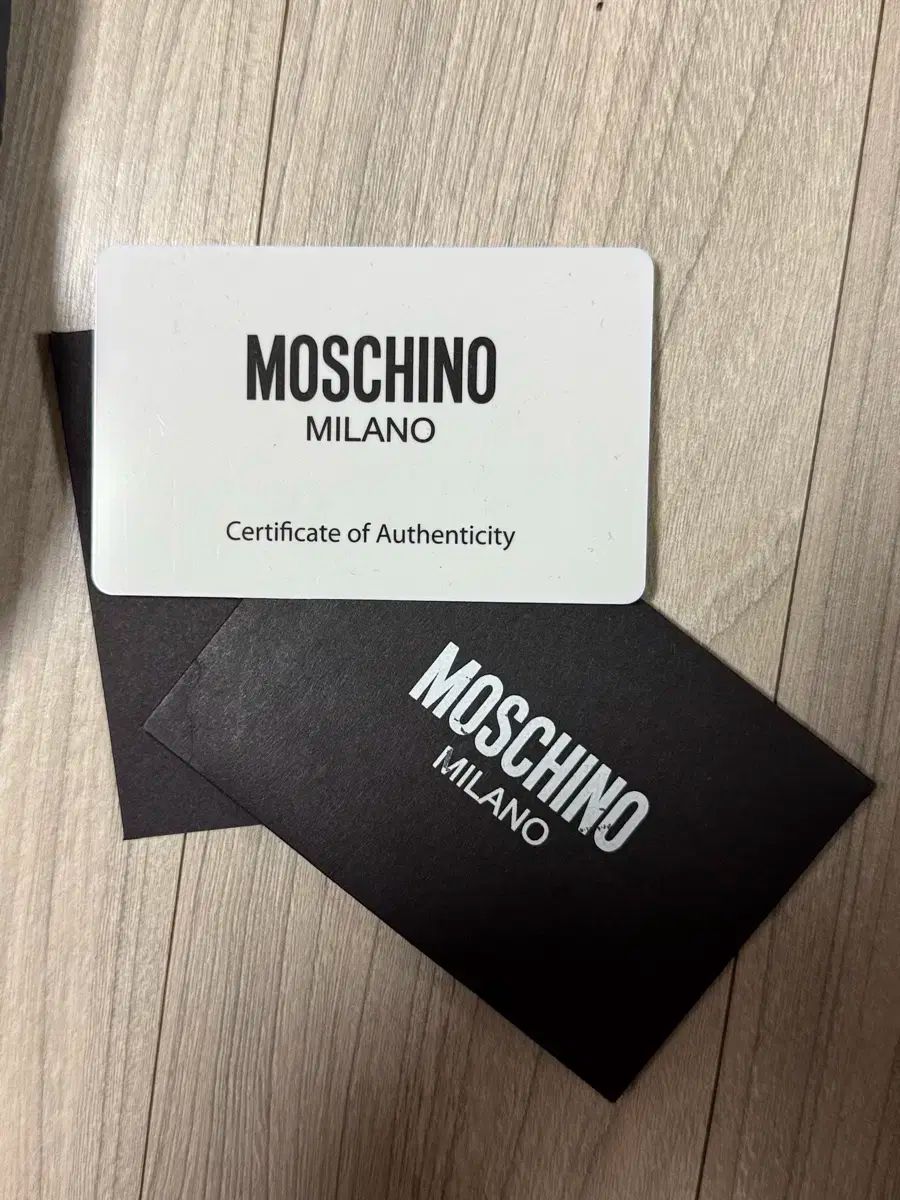 MOSCHINO
MILANO
Certificate of Authenticity
MOSCHINO
MILANO